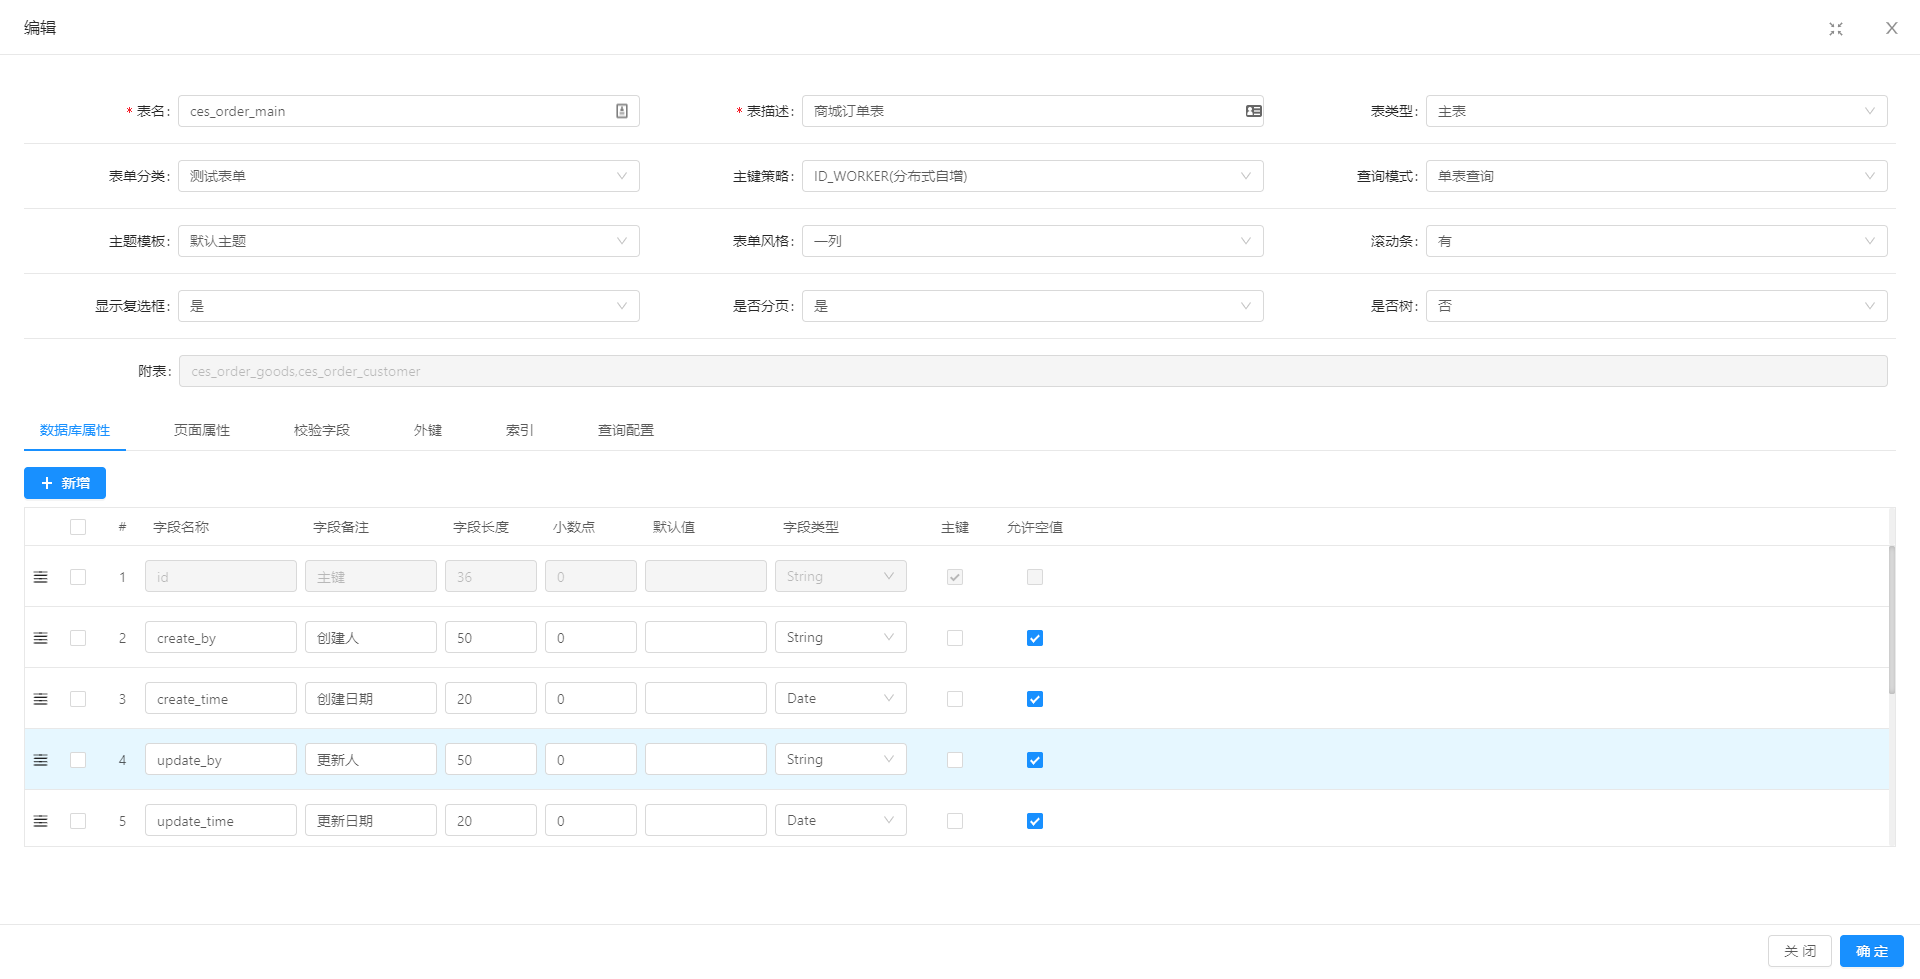 编辑
* 表名: ces_order_main * 表描述: 商城订单表 表类型: 主表
表单分类: 测试表单 主键策略: ID_WORKER(分布式自增) 查询模式: 单表查询
主题模板: 默认主题 表单风格: 一列 滚动条: 有
显示复选框: 是 是否分页: 是 是否树: 否
附表: ces_order_goods,ces_order_customer
数据库属性 页面属性 校验字段 外键 索引 查询配置
+ 新增
# 字段名称 字段备注 字段长度 小数点 默认值 字段类型 主键 允许空值
1 id 主键 36 0 String
2 create_by 创建人 50 0 String
3 create_time 创建日期 20 0 Date
4 update_by 更新人 50 0 String
5 update_time 更新日期 20 0 Date
关 闭 确 定